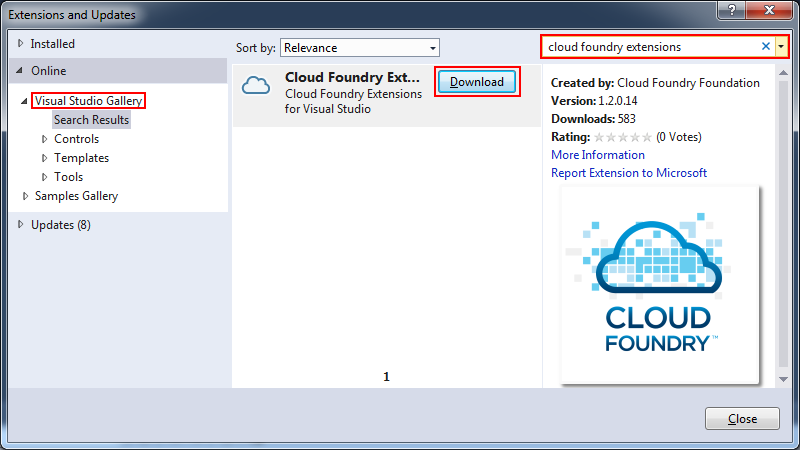 Extensions and Updates
?
Installed
Online
Visual Studio Gallery
Search Results
Controls
Templates
Tools
Samples Gallery
Updates (8)
Sort by: Relevance
Cloud Foundry Ext...
Cloud Foundry Extensions
for Visual Studio
Download
1
cloud foundry extensions
Created by: Cloud Foundry Foundation
Version: 1.2.0.14
Downloads: 583
Rating: (0 Votes)
More Information
Report Extension to Microsoft
CLOUD
FOUNDRY™
Close